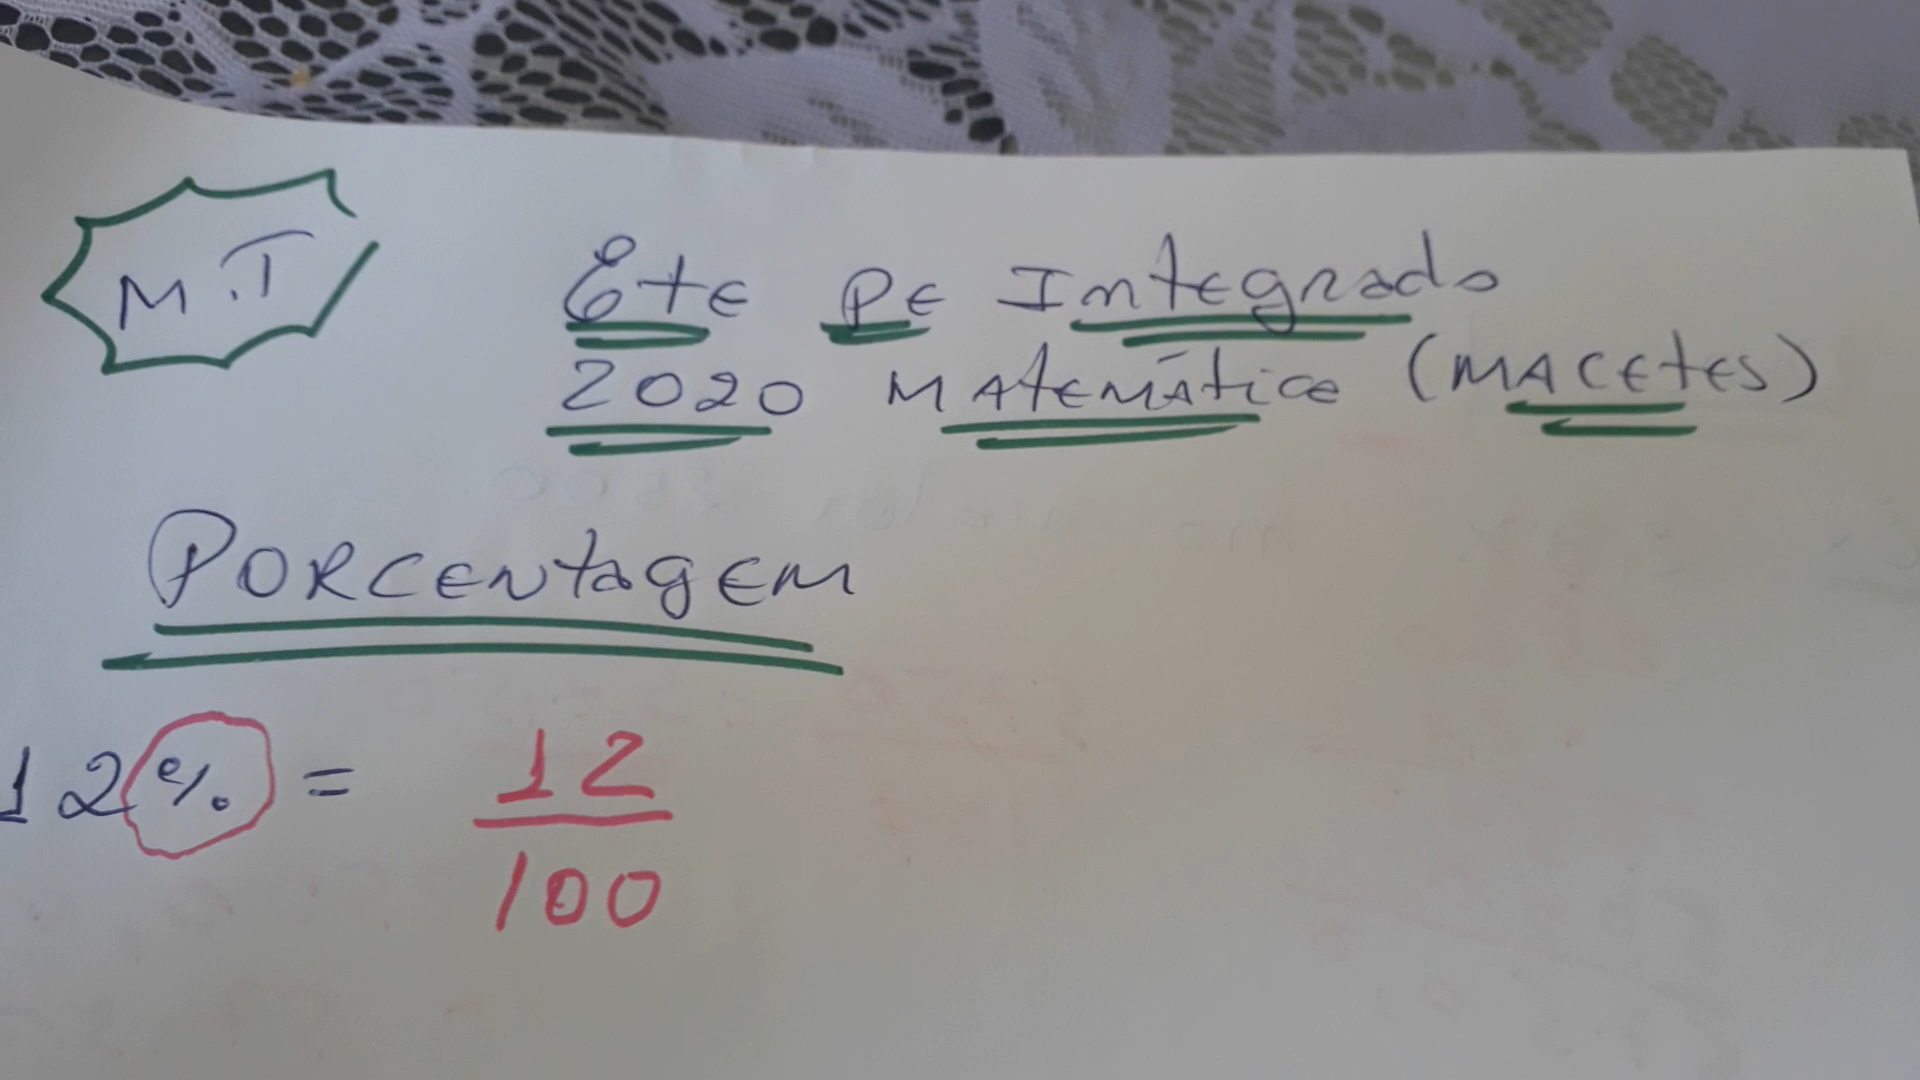 M.T
Ete PE Integrado
2020 Matemática (MACETES)
PORCENTAGEM
12% = 12
100